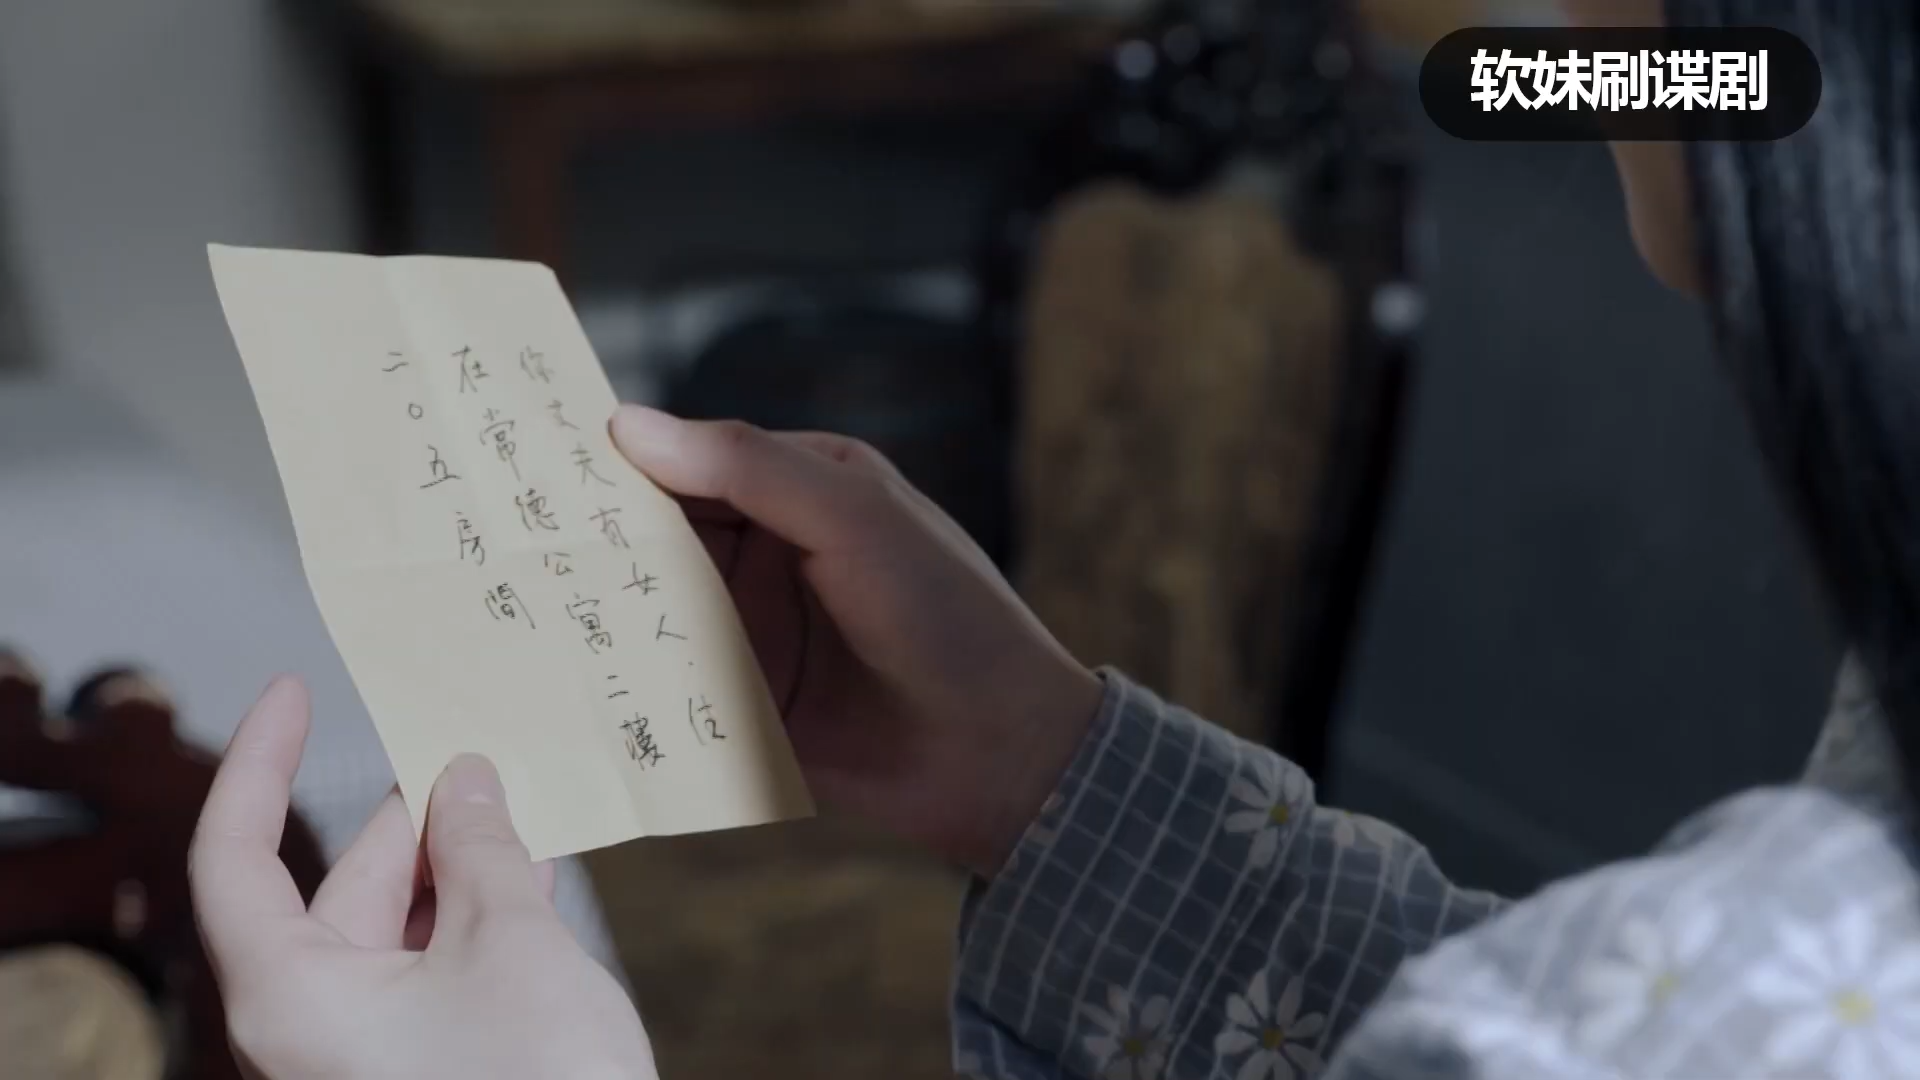 软妹刷谍剧
你丈夫有女人.住
在常德公寓二樓
二〇五房間